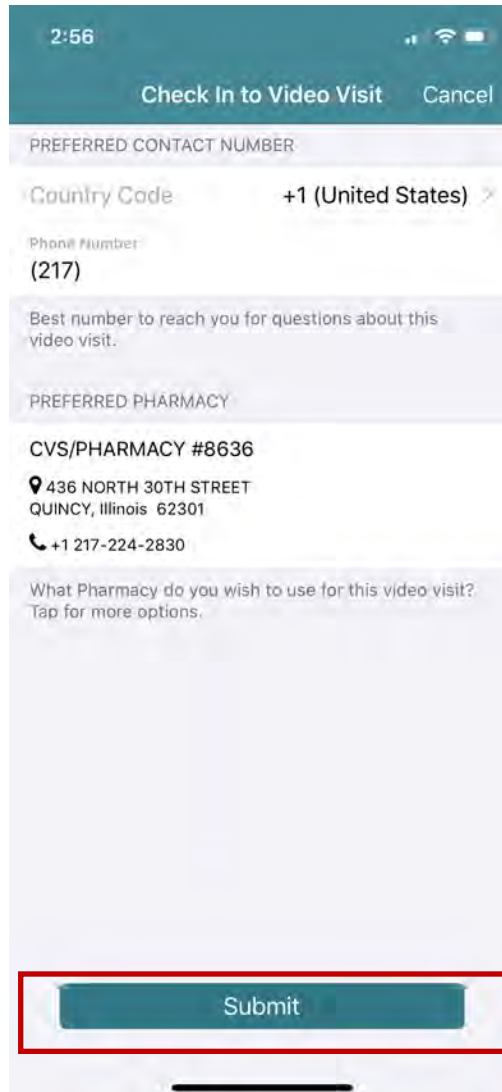 2:56
Check In to Video Visit Cancel
PREFERRED CONTACT NUMBER
Country Code +1 (United States)
Phone Number
(217)
Best number to reach you for questions about this
video visit.
PREFERRED PHARMACY
CVS/PHARMACY #8636
436 NORTH 30TH STREET
QUINCY, Illinois 62301
+1 217-224-2830
What Pharmacy do you wish to use for this video visit?
Tap for more options.
Submit